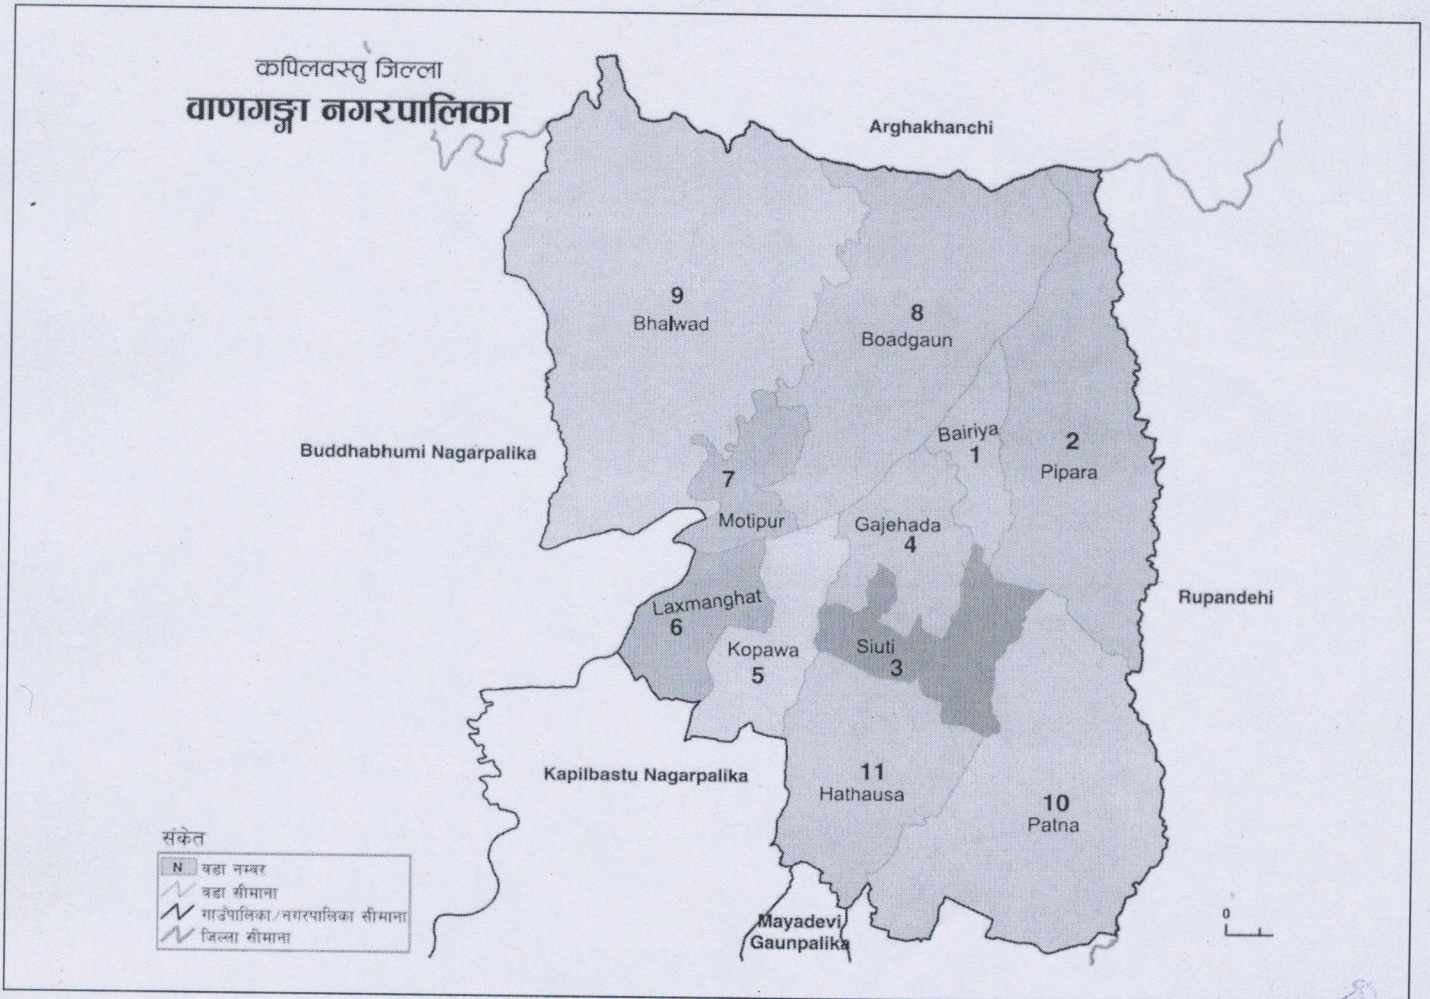 कपिलवस्तु जिल्ला
वाणगङ्गा नगरपालिका
Arghakhanchi
9
Bhalwad
8
Boadgaun
Bairiya
1
2
Pipara
Buddhabhumi Nagarpalika
7
Motipur
Gajehada
4
Rupandehi
Laxmanghat
6
Kopawa
5
Siuti
3
Kapilbastu Nagarpalika
11
Hathausa
10
Patna
संकेत
N वडा नम्बर
वडा सीमाना
गाउँपालिका/नगरपालिका सीमाना
जिल्ला सीमाना
Mayadevi
Gaunpalika
0